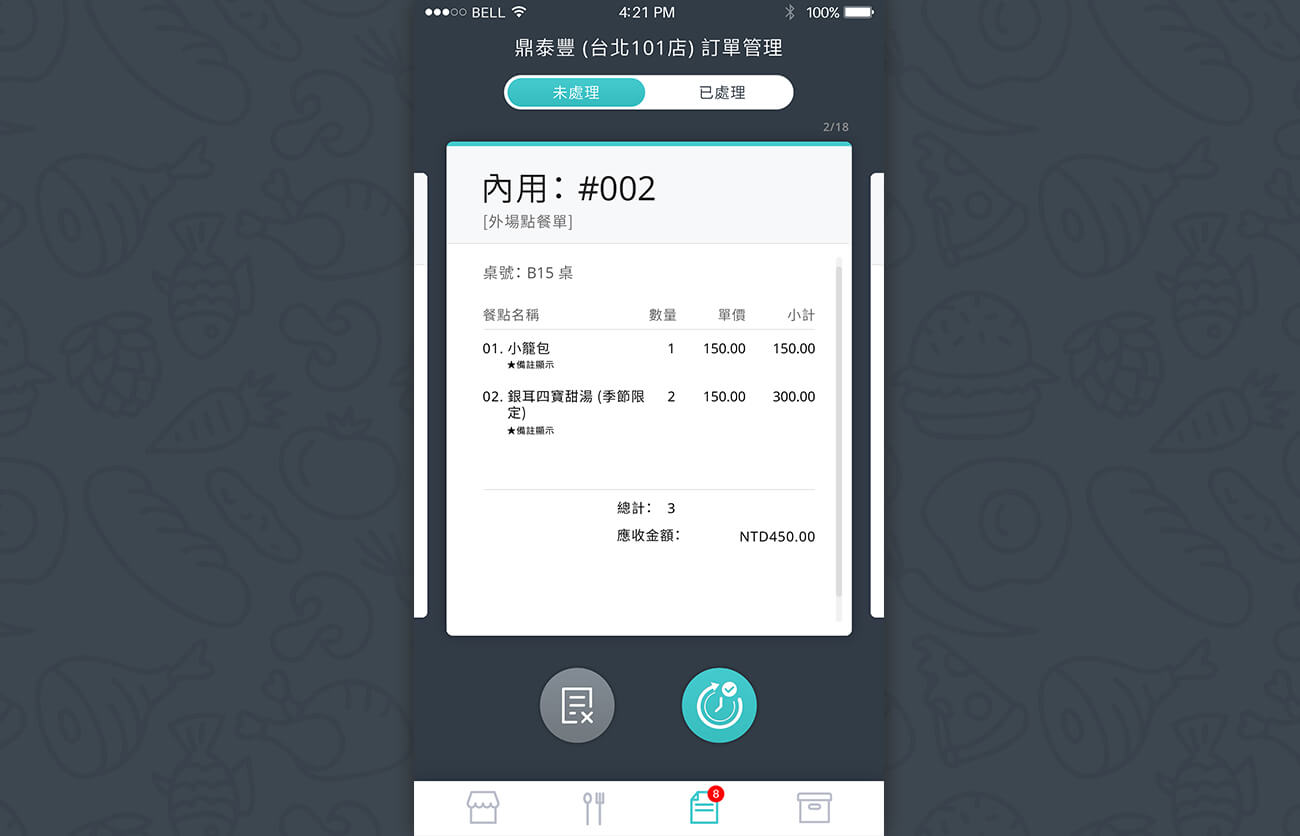 BELL 4:21 PM 100%
鼎泰豐 (台北101店) 訂單管理
未處理 已處理
2/18
內用：#002
[外場點餐單]
桌號：B15 桌
餐點名稱 數量 單價 小計
01. 小籠包 1 150.00 150.00
★備註顯示
02. 銀耳四寶甜湯 (季節限 2 150.00 300.00
定)
★備註顯示
總計： 3
應收金額： NTD450.00
8